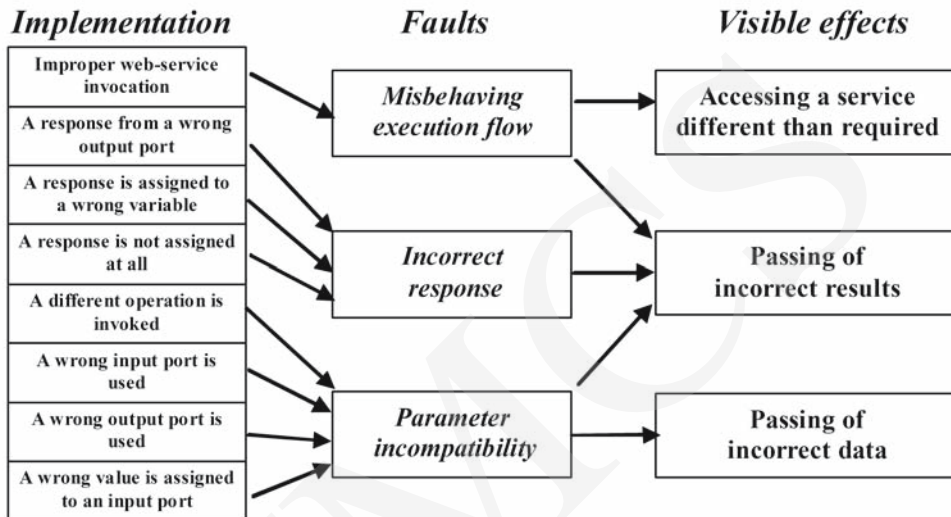 Implementation
Faults
Visible effects
Improper web-service
invocation
A response from a wrong
output port
A response is assigned to
a wrong variable
A response is not assigned
at all
A different operation is
invoked
A wrong input port is
used
A wrong output port is
used
A wrong value is assigned
to an input port
Misbehaving
execution flow
Incorrect
response
Parameter
incompatibility
Accessing a service
different than required
Passing of
incorrect results
Passing of
incorrect data